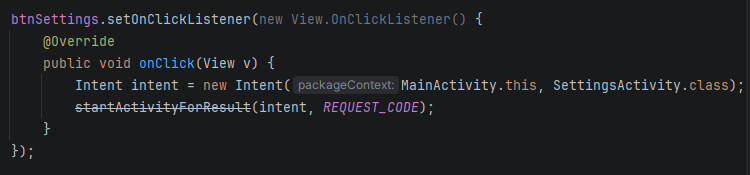 btnSettings.setOnClickListener(new View.OnClickListener() {
@Override
public void onClick(View v) {
Intent intent = new Intent( packageContext: MainActivity.this, SettingsActivity.class);
startActivityForResult(intent, REQUEST_CODE);
}
});